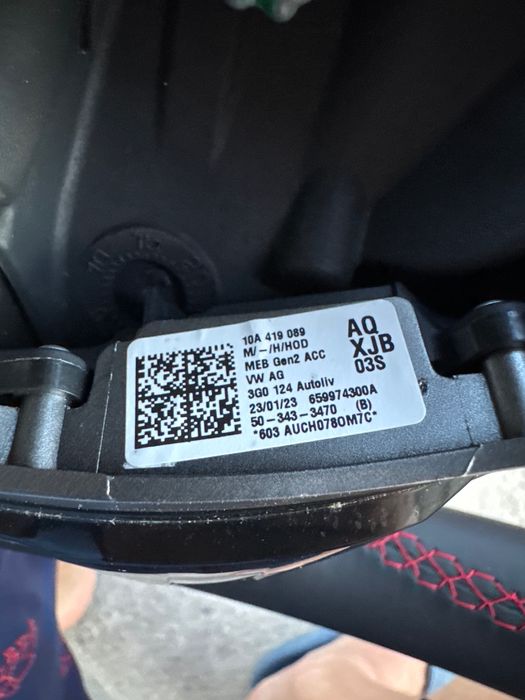 10A 419 089
M/-/H/HOD
MEB Gen2 ACC
VW AG
3G0 124 Autoliv
23/01/23 659974300A
50-343-3470 (B)
*603 AUCH078OM7C*
AQ
XJB
03S